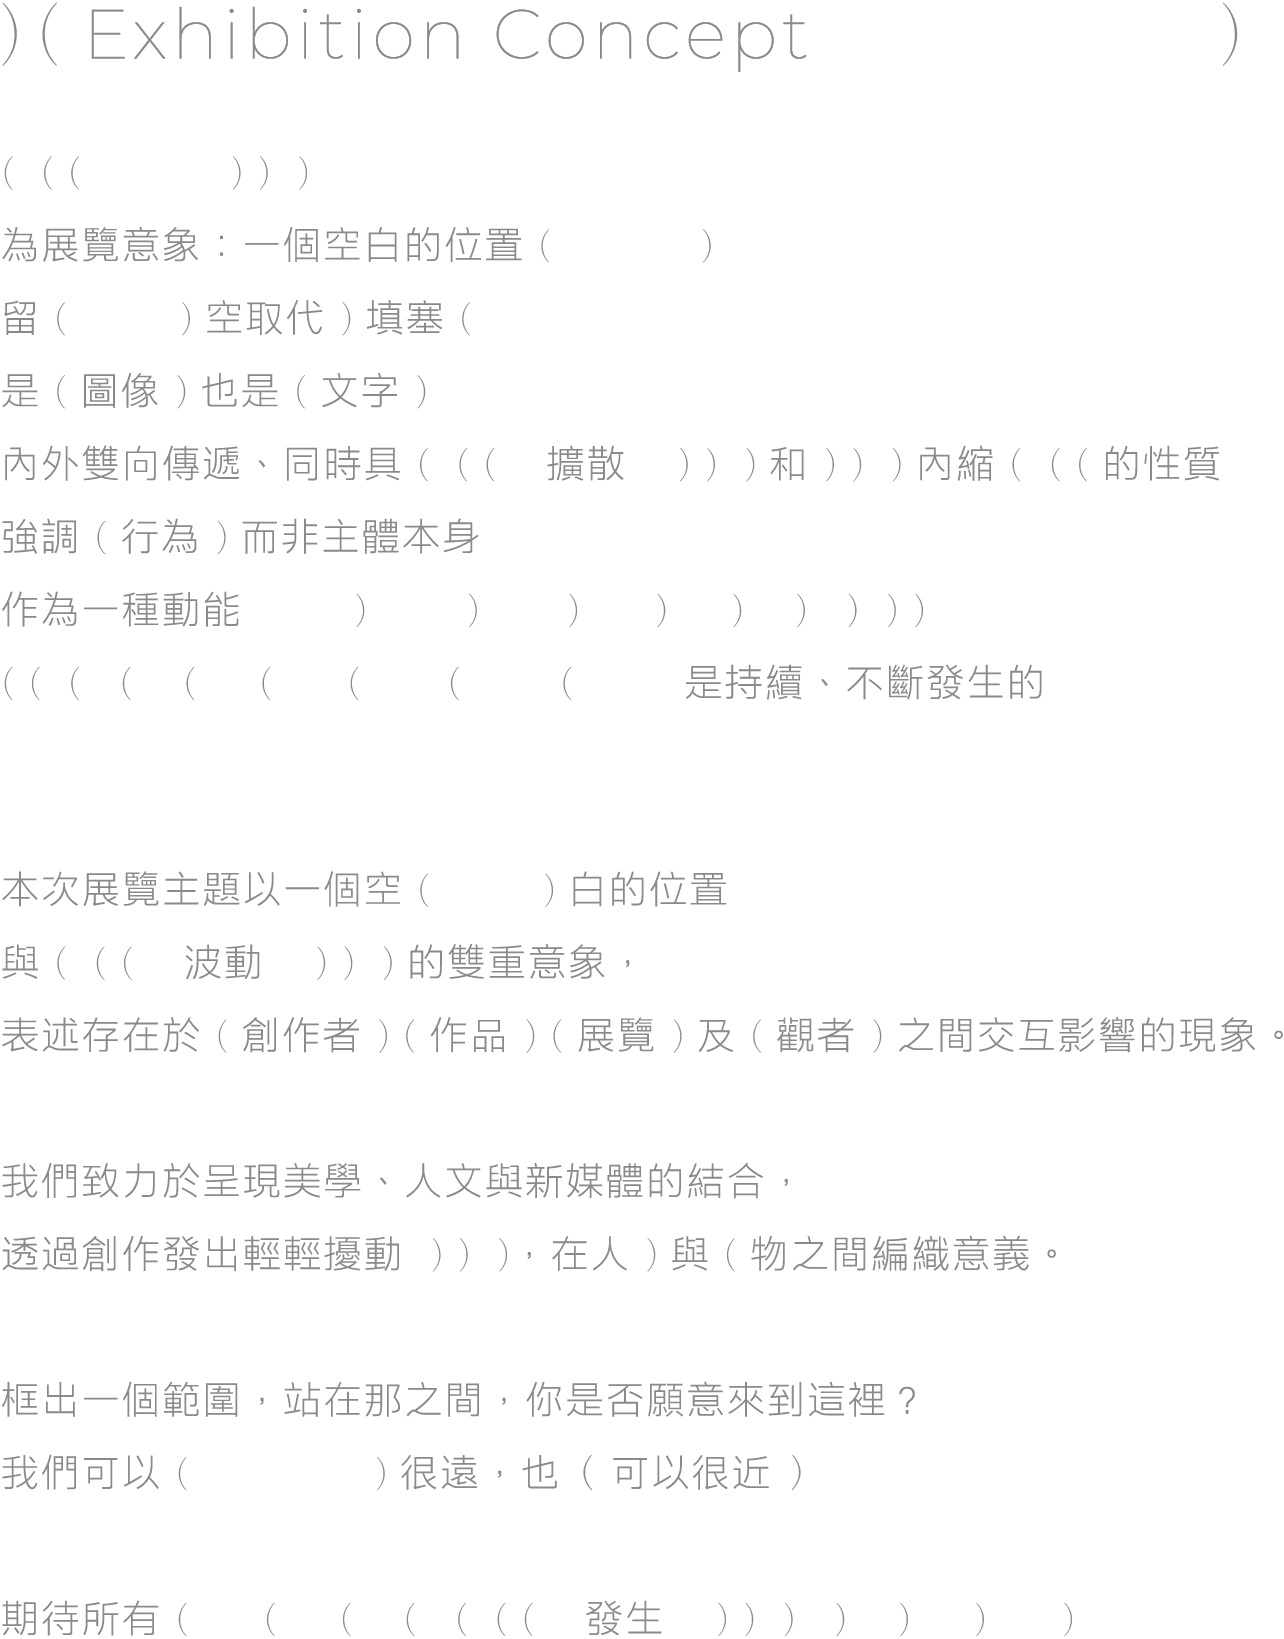 )( Exhibition Concept )
( (( )) )
為展覽意象：一個空白的位置( )
留( )空取代)填塞(
是(圖像)也是(文字)
內外雙向傳遞、同時具( (( 擴散 )) )和)) )內縮( ((的性質
強調(行為)而非主體本身
作為一種動能 ) ) ) ) ) ) ) ))
(( ( ( ( ( ( ( ( 是持續、不斷發生的
本次展覽主題以一個空( )白的位置
與( (( 波動 )) )的雙重意象，
表述存在於(創作者)(作品)(展覽)及(觀者)之間交互影響的現象。
我們致力於呈現美學、人文與新媒體的結合，
透過創作發出輕輕擾動 )) )，在人)與(物之間編織意義。
框出一個範圍，站在那之間，你是否願意來到這裡？
我們可以( )很遠，也(可以很近)
期待所有( ( ( ( ( (( 發生 )) ) ) ) ) )